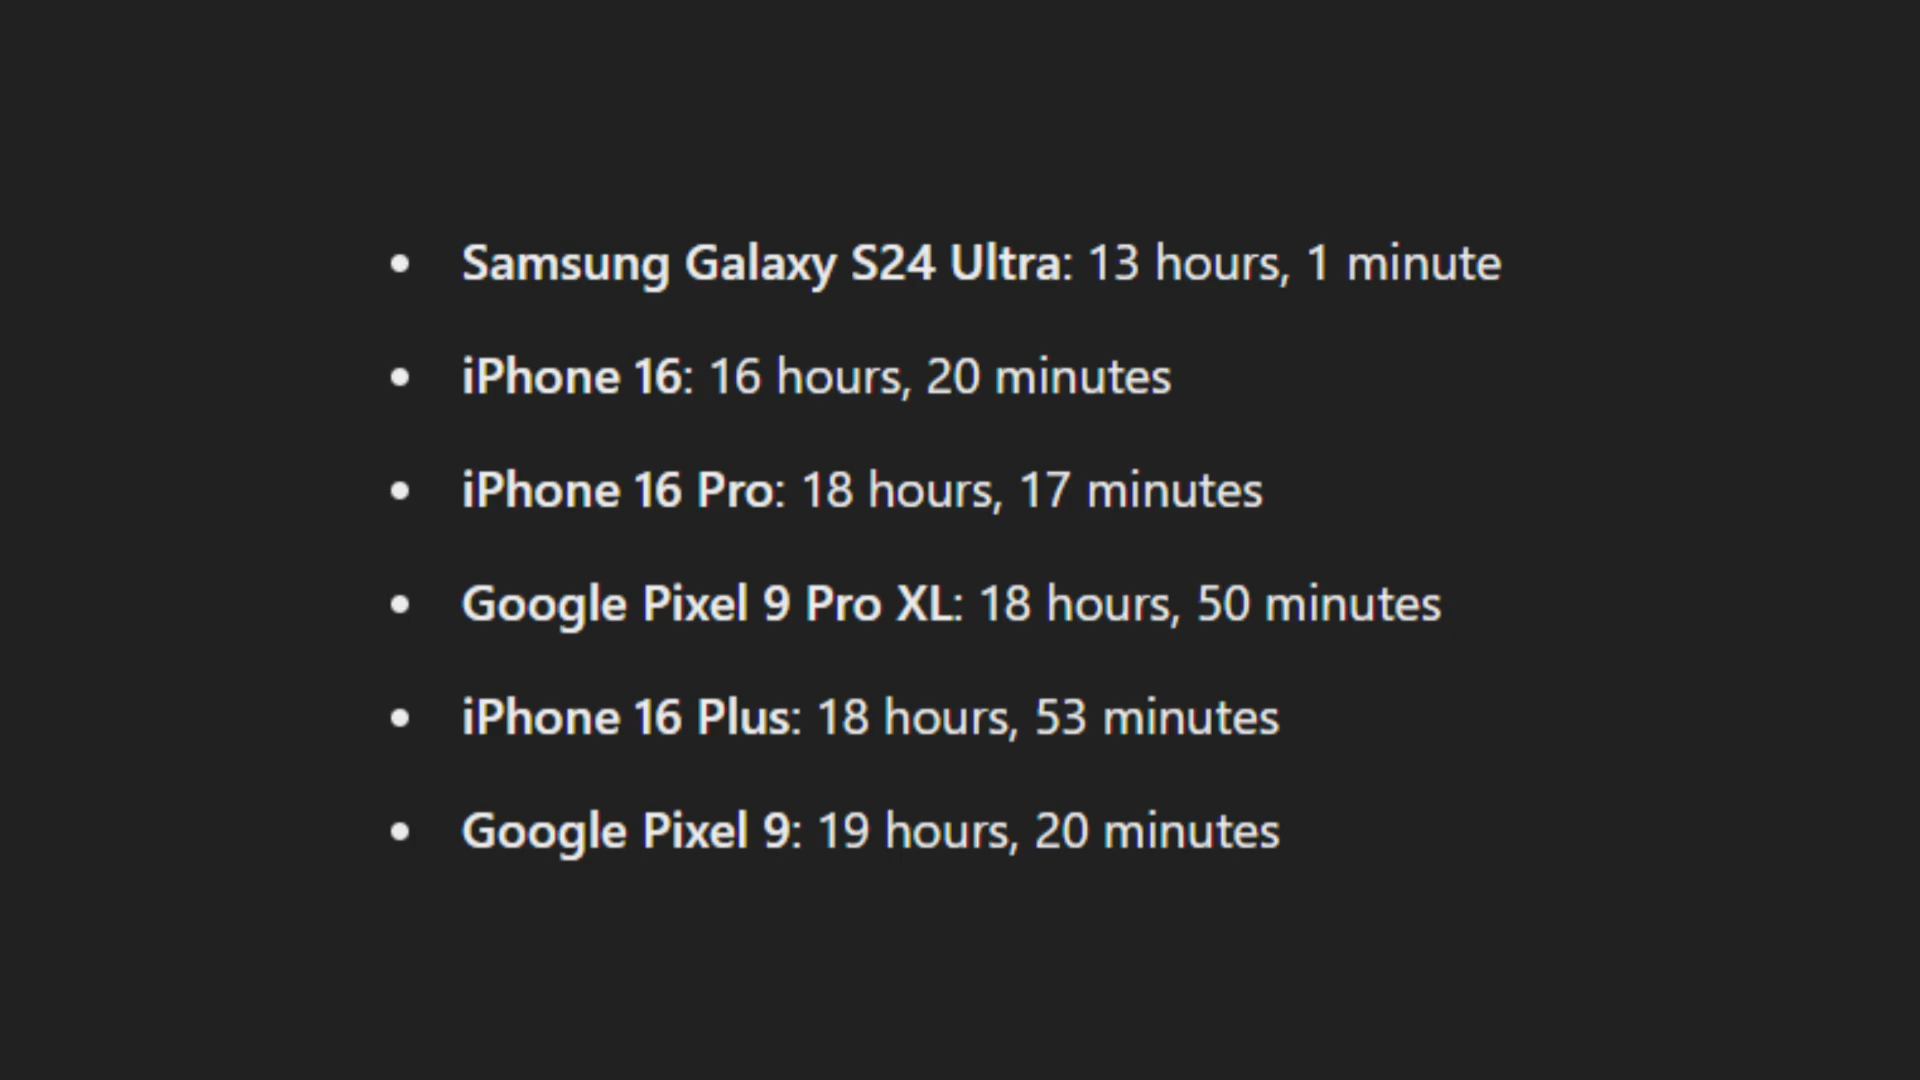 Samsung Galaxy S24 Ultra: 13 hours, 1 minute
iPhone 16: 16 hours, 20 minutes
iPhone 16 Pro: 18 hours, 17 minutes
Google Pixel 9 Pro XL: 18 hours, 50 minutes
iPhone 16 Plus: 18 hours, 53 minutes
Google Pixel 9: 19 hours, 20 minutes